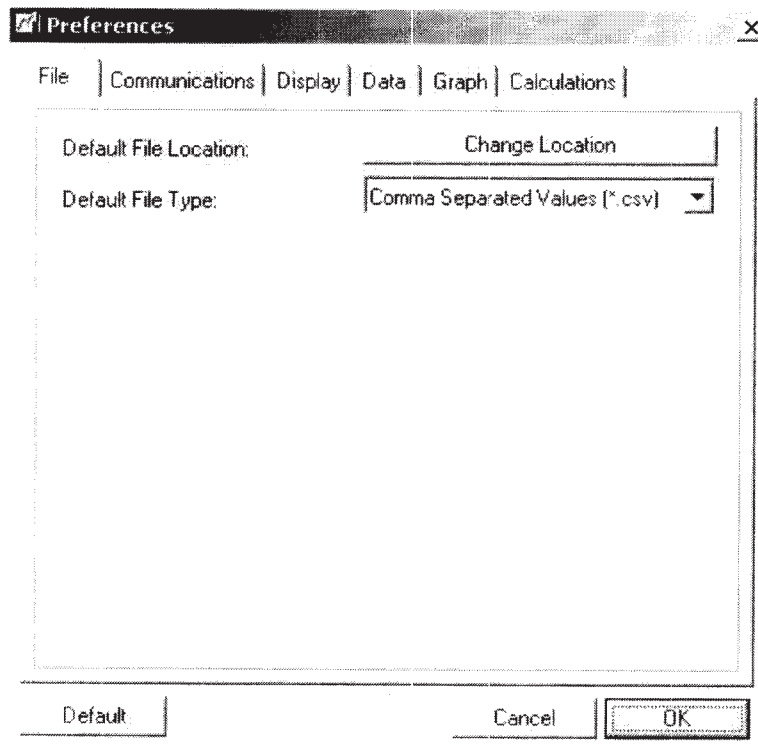 Preferences
File Communications Display Data Graph Calculations
Default File Location: Change Location
Default File Type: Comma Separated Values (*.csv)
Default Cancel OK